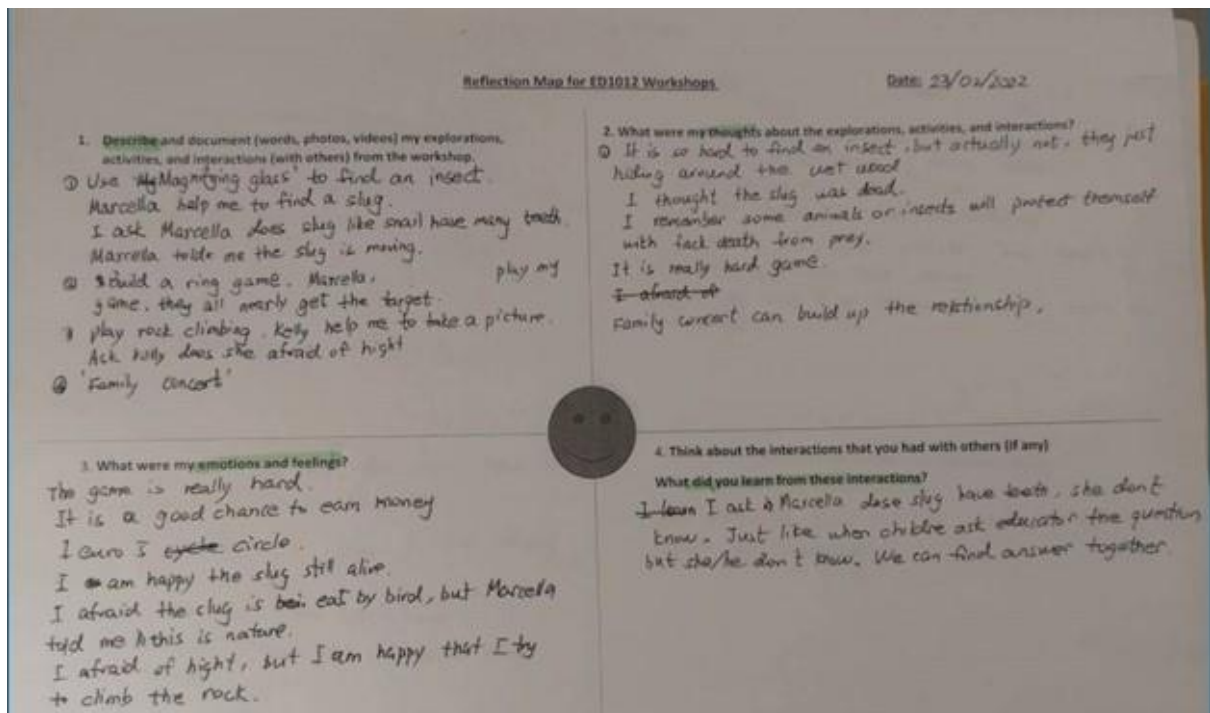 Reflection Map for ED1012 Workshops
Date: 23/02/2022
1. Describe and document (words, photos, videos) my explorations,
activities, and interactions (with others) from the workshop.
① Use "Magnifying glass" to find an insect.
Marcella help me to find a slug.
I ask Marcella does slug like snail have many teeth.
Marcella tolde me the slug is moving.
② Build a ring game. Marcella, play my
game, they all nearly get the target.
play rock climbing. Kelly help me to take a picture.
Ask Kelly does she afraid of hight
④ 'Family concert'
2. What were my thoughts about the explorations, activities, and interactions?
① It is so hard to find an insect, but actually not, they just
hiding around the wet wood
I thought the slug was dead.
I remember some animals or insects will protect themself
with fack death from prey.
It is really hard game.
I afraid of
Family concert can build up the relationship.
3. What were my emotions and feelings?
The game is really hard.
It is a good chance to earn money
1 euro 5 cycle circle.
I am happy the slug still alive.
I afraid the clug is eat by bird, but Marcella
told me this is nature.
I afraid of hight, but I am happy that I try
to climb the rock.
4. Think about the interactions that you had with others (if any)
What did you learn from these interactions?
I learn I ask Marcella dose slug have teeth, she don't
know. Just like when childre ask educator the question
but she/he don't know. We can find answer together